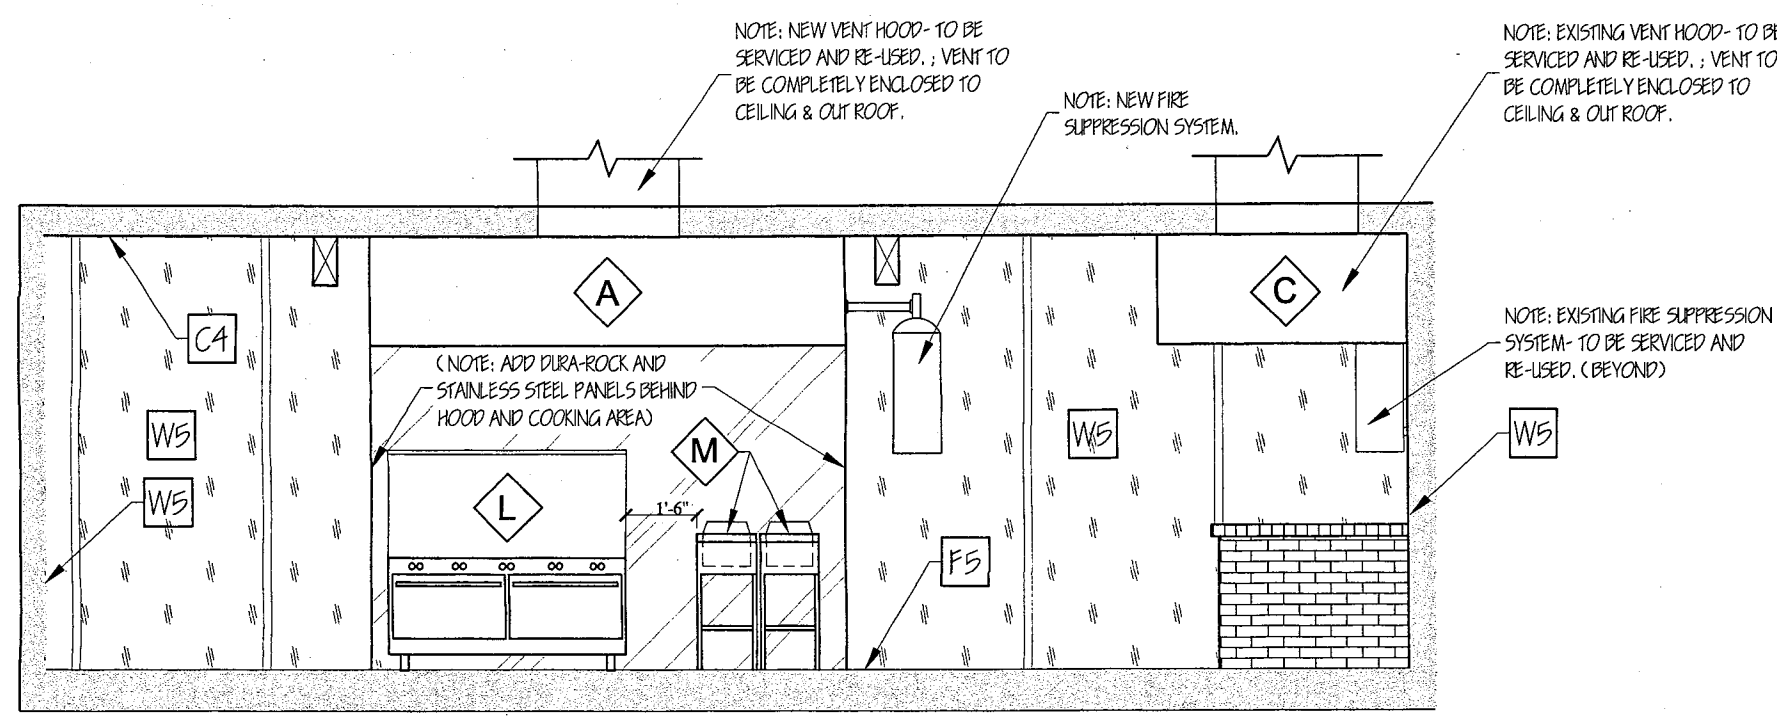 NOTE: NEW VENT HOOD- TO BE
SERVICED AND RE-USED. ; VENT TO
BE COMPLETELY ENCLOSED TO
CEILING & OUT ROOF.
NOTE: NEW FIRE
SUPPRESSION SYSTEM.
NOTE: EXISTING VENT HOOD- TO BE
SERVICED AND RE-USED. ; VENT TO
BE COMPLETELY ENCLOSED TO
CEILING & OUT ROOF.
A
C
C4
(NOTE: ADD DURA-ROCK AND
STAINLESS STEEL PANELS BEHIND
HOOD AND COOKING AREA)
NOTE: EXISTING FIRE SUPPRESSION
SYSTEM- TO BE SERVICED AND
RE-USED. (BEYOND)
W5
M
W5
W5
W5
L
1'-6"
F5